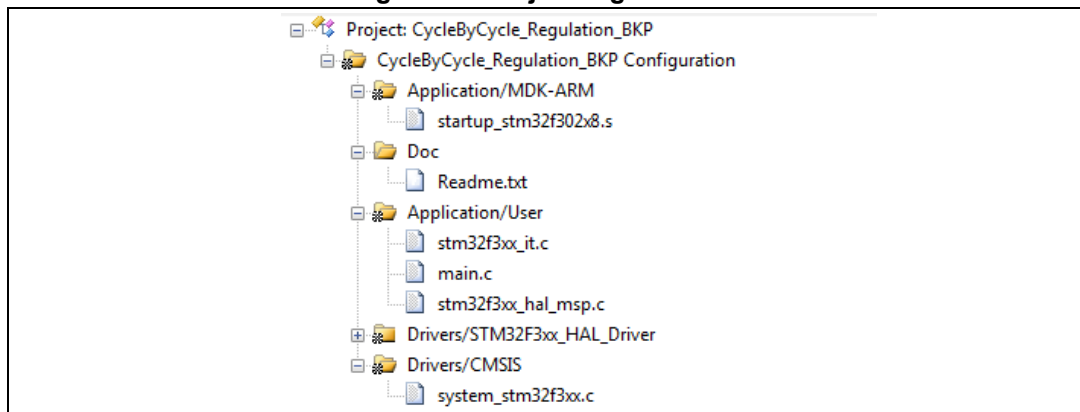 Project: CycleByCycle_Regulation_BKP
CycleByCycle_Regulation_BKP Configuration
Application/MDK-ARM
startup_stm32f302x8.s
Doc
Readme.txt
Application/User
stm32f3xx_it.c
main.c
stm32f3xx_hal_msp.c
Drivers/STM32F3xx_HAL_Driver
Drivers/CMSIS
system_stm32f3xx.c